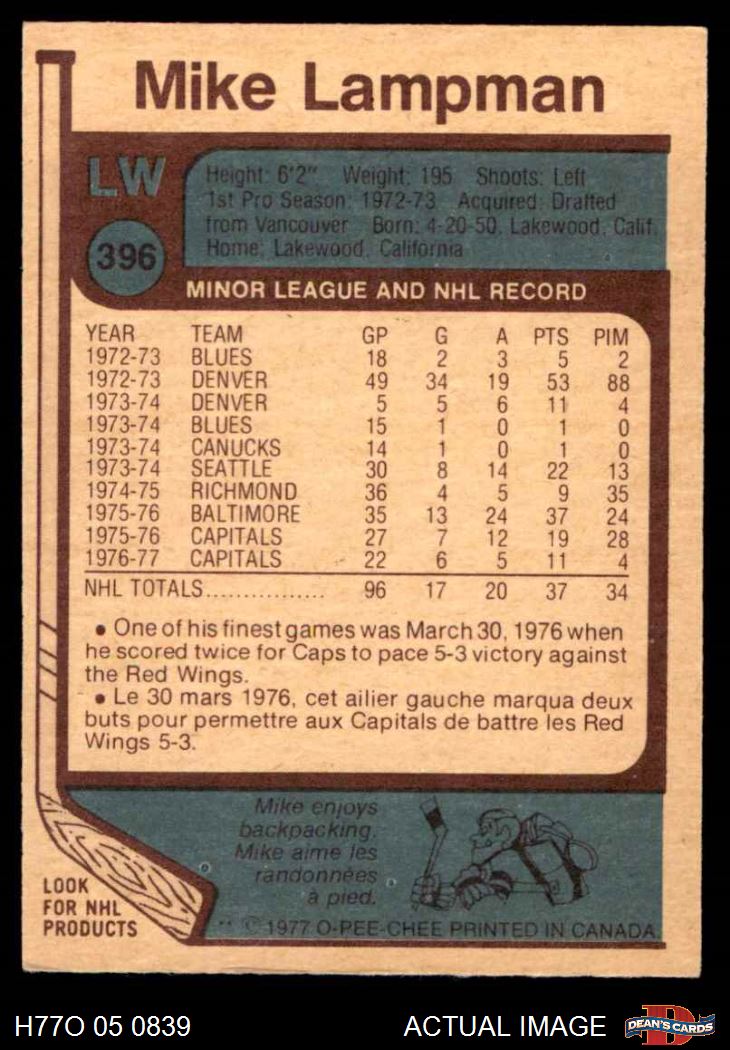 Mike Lampman
LW
396
Height: 6'2" Weight: 195 Shoots: Left
1st Pro Season: 1972-73 Acquired: Drafted
from Vancouver Born: 4-20-50, Lakewood, Calif.
Home: Lakewood, California
MINOR LEAGUE AND NHL RECORD
YEAR TEAM GP G A PTS PIM
1972-73 BLUES 18 2 3 5 2
1972-73 DENVER 49 34 19 53 88
1973-74 DENVER 5 5 6 11 4
1973-74 BLUES 15 1 0 1 0
1973-74 CANUCKS 14 1 0 1 0
1973-74 SEATTLE 30 8 14 22 13
1974-75 RICHMOND 36 4 5 9 35
1975-76 BALTIMORE 35 13 24 37 24
1975-76 CAPITALS 27 7 12 19 28
1976-77 CAPITALS 22 6 5 11 4
NHL TOTALS................ 96 17 20 37 34
• One of his finest games was March 30, 1976 when
he scored twice for Caps to pace 5-3 victory against
the Red Wings.
• Le 30 mars 1976, cet ailier gauche marqua deux
buts pour permettre aux Capitals de battre les Red
Wings 5-3.
Mike enjoys
backpacking.
Mike aime les
randonnées
à pied.
LOOK
FOR NHL
PRODUCTS
** © 1977 O-PEE-CHEE PRINTED IN CANADA.
H77O 05 0839
ACTUAL IMAGE
D
DEAN'S CARDS